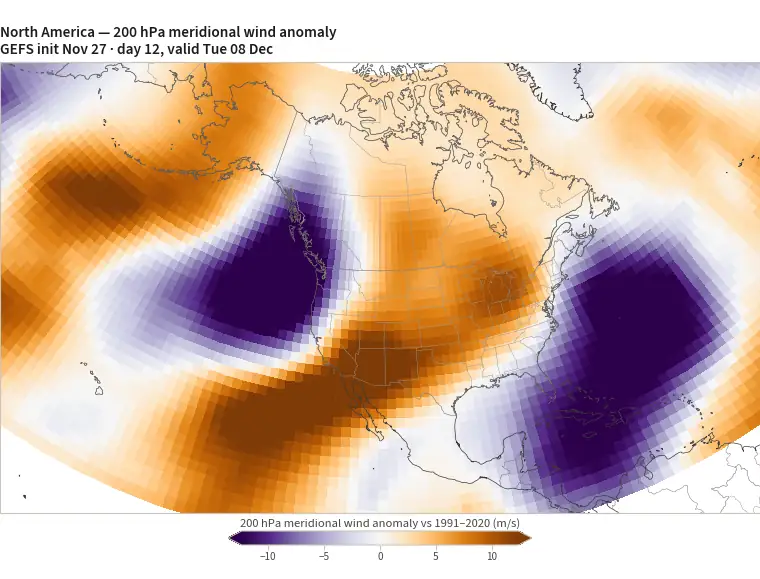 North America — 200 hPa meridional wind anomaly
GEFS init Nov 27 · day 12, valid Tue 08 Dec
200 hPa meridional wind anomaly vs 1991–2020 (m/s)
−10 −5 0 5 10